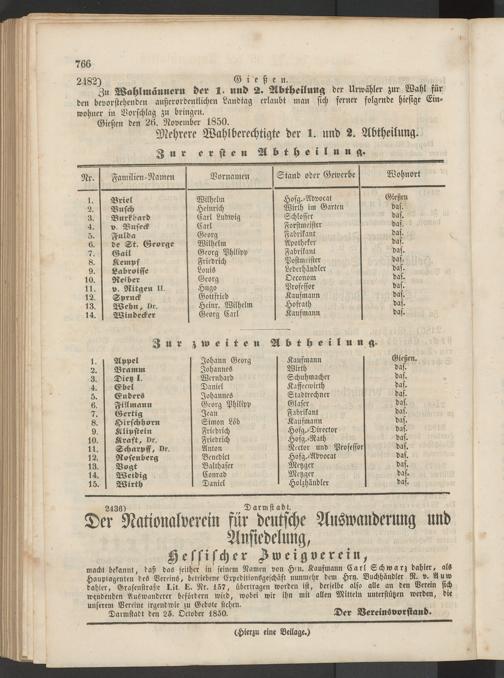 766
2482) Gießen.
Zu Wahlmännern der 1. und 2. Abtheilung der Urwähler zur Wahl für
den bevorstehenden außerordentlichen Landtag erlaubt man sich ferner folgende hiesige Ein-
wohner in Vorschlag zu bringen.
Gießen den 26. November 1850.
Mehrere Wahlberechtigte der 1. und 2. Abtheilung.
Zur ersten Abtheilung.
Nr. Familien-Namen Vornamen Stand oder Gewerbe Wohnort
1. Briel Wilhelm Hofg.-Advocat Gießen
2. Busch Heinrich Wirth im Garten das.
3. Burkhard Carl Ludwig Schlosser das.
4. v. Buseck Carl Forstmeister das.
5. Fulda Georg Fabrikant das.
6. de St. George Wilhelm Apotheker das.
7. Gail Georg Philipp Fabrikant das.
8. Kempf Friedrich Postmeister das.
9. Labroisse Louis Lederhändler das.
10. Reiber Georg Oeconom das.
11. v. Ritgen II. Hugo Professor das.
12. Spruck Gottfried Kaufmann das.
13. Wehn, Dr. Heinr. Wilhelm Hofrath das.
14. Windecker Georg Carl Kaufmann das.
Zur zweiten Abtheilung.
1. Appel Johann Georg Kaufmann Gießen.
2. Bramm Johannes Wirth das.
3. Dietz I. Bernhard Schuhmacher das.
4. Ebel Daniel Kaffeewirth das.
5. Enders Johannes Stadtrechner das.
6. Fillmann Georg Philipp Glaser das.
7. Gertig Jean Fabrikant das.
8. Hirschhorn Simon Löb Kaufmann das.
9. Klipstein Friedrich Hofg.-Director das.
10. Kraft, Dr. Friedrich Hofg.-Rath das.
11. Scharpff, Dr. Anton Rector und Professor das.
12. Rosenberg Benedict Hofg.-Advocat das.
13. Vogt Balthaser Metzger das.
14. Weidig Conrad Metzger das.
15. Wirth Daniel Holzhändler das.
2436) Darmstadt.
Der Nationalverein für deutsche Auswanderung und
Ansiedelung,
Hessischer Zweigverein,
macht bekannt, daß das seither in seinem Namen von Hrn. Kaufmann Carl Schwarz dahier, als
Hauptagenten des Vereins, betriebene Expeditionsgeschäft nunmehr dem Hrn. Buchhändler R. v. Auw
dahier, Grafenstraße Lit. E. Nr. 157, übertragen worden ist, derselbe also alle an den Verein sich
wendenden Auswanderer befördern wird, wobei wir ihn mit allen Mitteln unterstützen werden, die
unserem Vereine irgendwie zu Gebote stehen.
Darmstadt den 25. October 1850. Der Vereinsvorstand.
(Hierzu eine Beilage.)